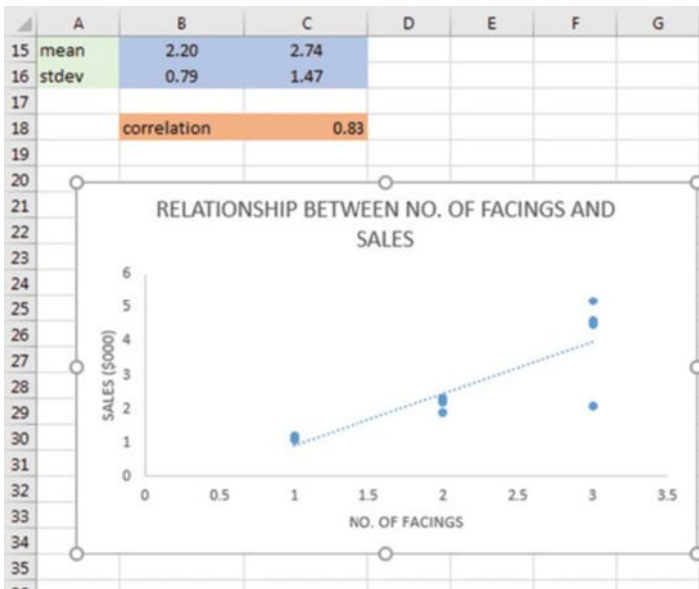 A B C D E F G
15 mean 2.20 2.74
16 stdev 0.79 1.47
17
18 correlation 0.83
19
20
21
22
23
24
25
26
27
28
29
30
31
32
33
34
35
RELATIONSHIP BETWEEN NO. OF FACINGS AND
SALES
SALES ($000)
6
5
4
3
2
1
0
0 0.5 1 1.5 2 2.5 3 3.5
NO. OF FACINGS